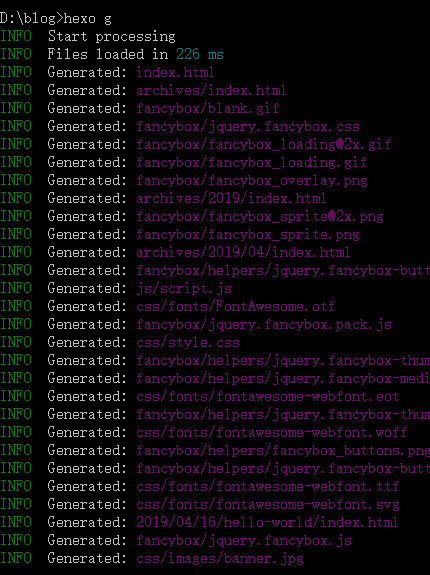 D:\blog>hexo g
INFO  Start processing
INFO  Files loaded in 226 ms
INFO  Generated: index.html
INFO  Generated: archives/index.html
INFO  Generated: fancybox/blank.gif
INFO  Generated: fancybox/jquery.fancybox.css
INFO  Generated: fancybox/fancybox_loading@2x.gif
INFO  Generated: fancybox/fancybox_loading.gif
INFO  Generated: fancybox/fancybox_overlay.png
INFO  Generated: archives/2019/index.html
INFO  Generated: fancybox/fancybox_sprite@2x.png
INFO  Generated: fancybox/fancybox_sprite.png
INFO  Generated: archives/2019/04/index.html
INFO  Generated: fancybox/helpers/jquery.fancybox-butt
INFO  Generated: js/script.js
INFO  Generated: css/fonts/FontAwesome.otf
INFO  Generated: fancybox/jquery.fancybox.pack.js
INFO  Generated: css/style.css
INFO  Generated: fancybox/helpers/jquery.fancybox-thum
INFO  Generated: fancybox/helpers/jquery.fancybox-medi
INFO  Generated: css/fonts/fontawesome-webfont.eot
INFO  Generated: fancybox/helpers/jquery.fancybox-thum
INFO  Generated: css/fonts/fontawesome-webfont.woff
INFO  Generated: fancybox/helpers/fancybox_buttons.png
INFO  Generated: fancybox/helpers/jquery.fancybox-butt
INFO  Generated: css/fonts/fontawesome-webfont.ttf
INFO  Generated: css/fonts/fontawesome-webfont.svg
INFO  Generated: 2019/04/16/hello-world/index.html
INFO  Generated: fancybox/jquery.fancybox.js
INFO  Generated: css/images/banner.jpg